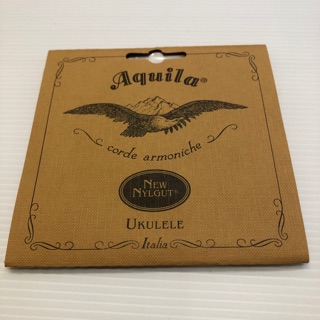 Aquila®
corde armoniche
NEW
NYLGUT®
UKULELE
Italia